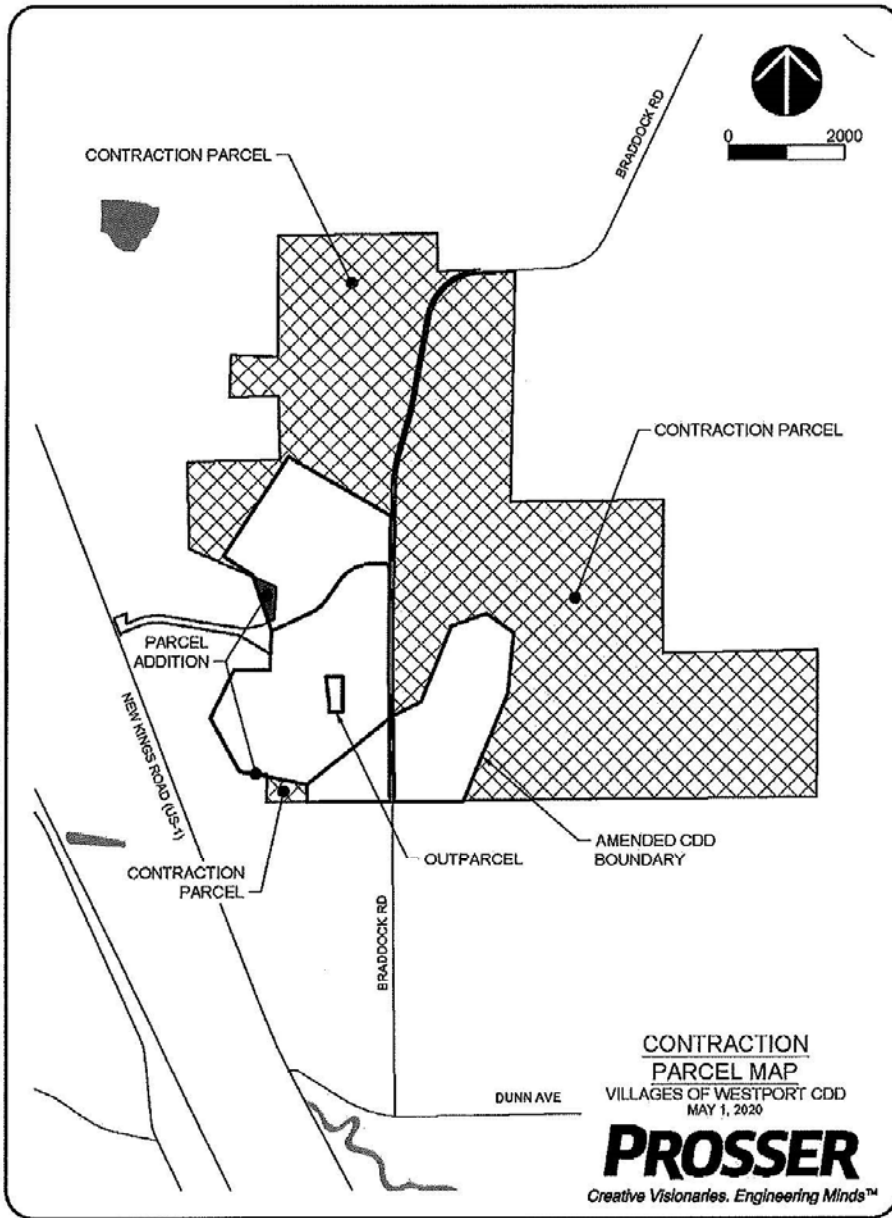 BRADDOCK RD
0 2000
CONTRACTION PARCEL
CONTRACTION PARCEL
PARCEL
ADDITION
NEW KINGS ROAD (US-1)
CONTRACTION
PARCEL
OUTPARCEL
AMENDED CDD
BOUNDARY
BRADDOCK RD
DUNN AVE
CONTRACTION
PARCEL MAP
VILLAGES OF WESTPORT CDD
MAY 1, 2020
PROSSER
Creative Visionaries. Engineering Minds™